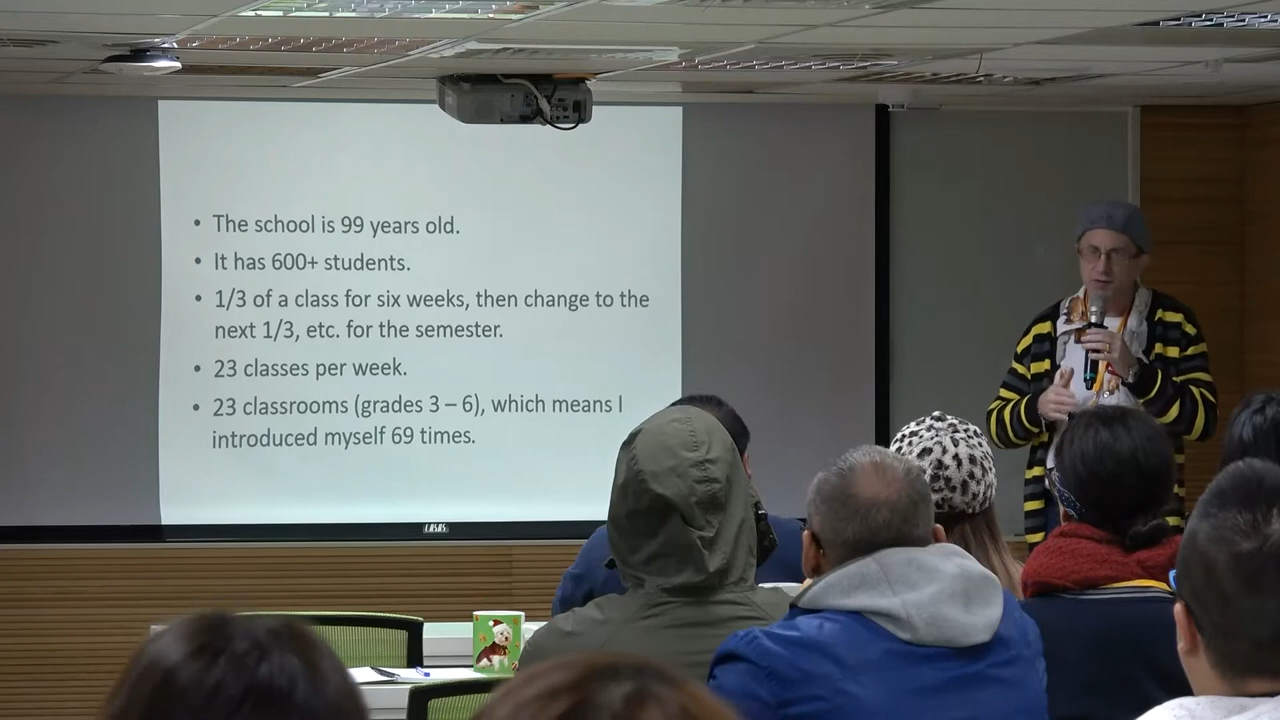 • The school is 99 years old.
• It has 600+ students.
• 1/3 of a class for six weeks, then change to the
next 1/3, etc. for the semester.
• 23 classes per week.
• 23 classrooms (grades 3 – 6), which means I
introduced myself 69 times.